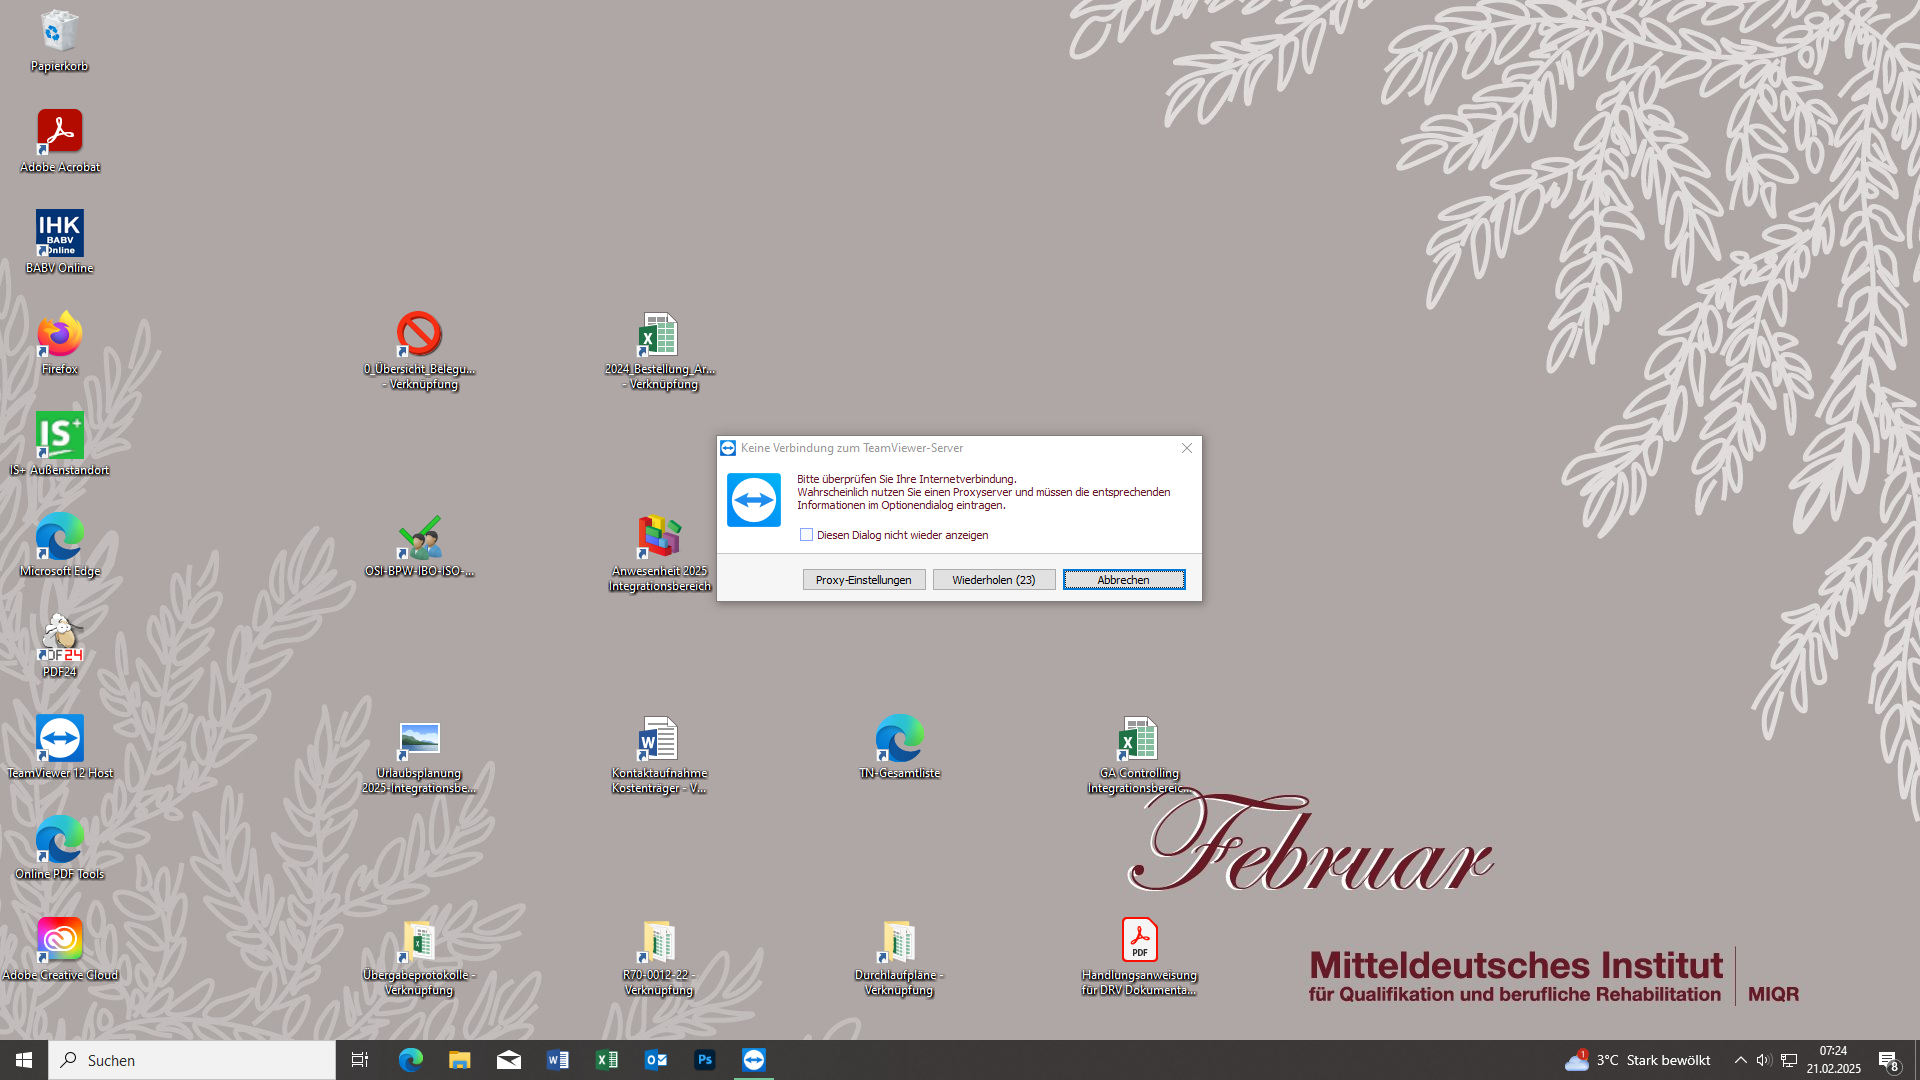 Papierkorb
Adobe Acrobat
IHK
BABV
Online
BABV Online
Firefox
0_Übersicht_Belegu...
- Verknüpfung
2024_Bestellung_Ar...
- Verknüpfung
IS+
IS+ Außenstandort
Keine Verbindung zum TeamViewer-Server
Bitte überprüfen Sie Ihre Internetverbindung.
Wahrscheinlich nutzen Sie einen Proxyserver und müssen die entsprechenden
Informationen im Optionendialog eintragen.
Diesen Dialog nicht wieder anzeigen
Proxy-Einstellungen
Wiederholen (23)
Abbrechen
Microsoft Edge
OSI-BPW-IBO-ISO-...
Anwesenheit 2025
Integrationsbereich
PDF24
TeamViewer 12 Host
Urlaubsplanung
2025-Integrationsbe...
Kontaktaufnahme
Kostenträger - V...
TN-Gesamtliste
GA Controlling
Integrationsbereic...
Februar
Online PDF Tools
Adobe Creative Cloud
Übergabeprotokolle -
Verknüpfung
R70-0012-22 -
Verknüpfung
Durchlaufpläne -
Verknüpfung
PDF
Handlungsanweisung
für DRV Dokumenta...
Mitteldeutsches Institut
für Qualifikation und berufliche Rehabilitation | MIQR
Suchen
Ps
1
3°C Stark bewölkt
07:24
21.02.2025
8